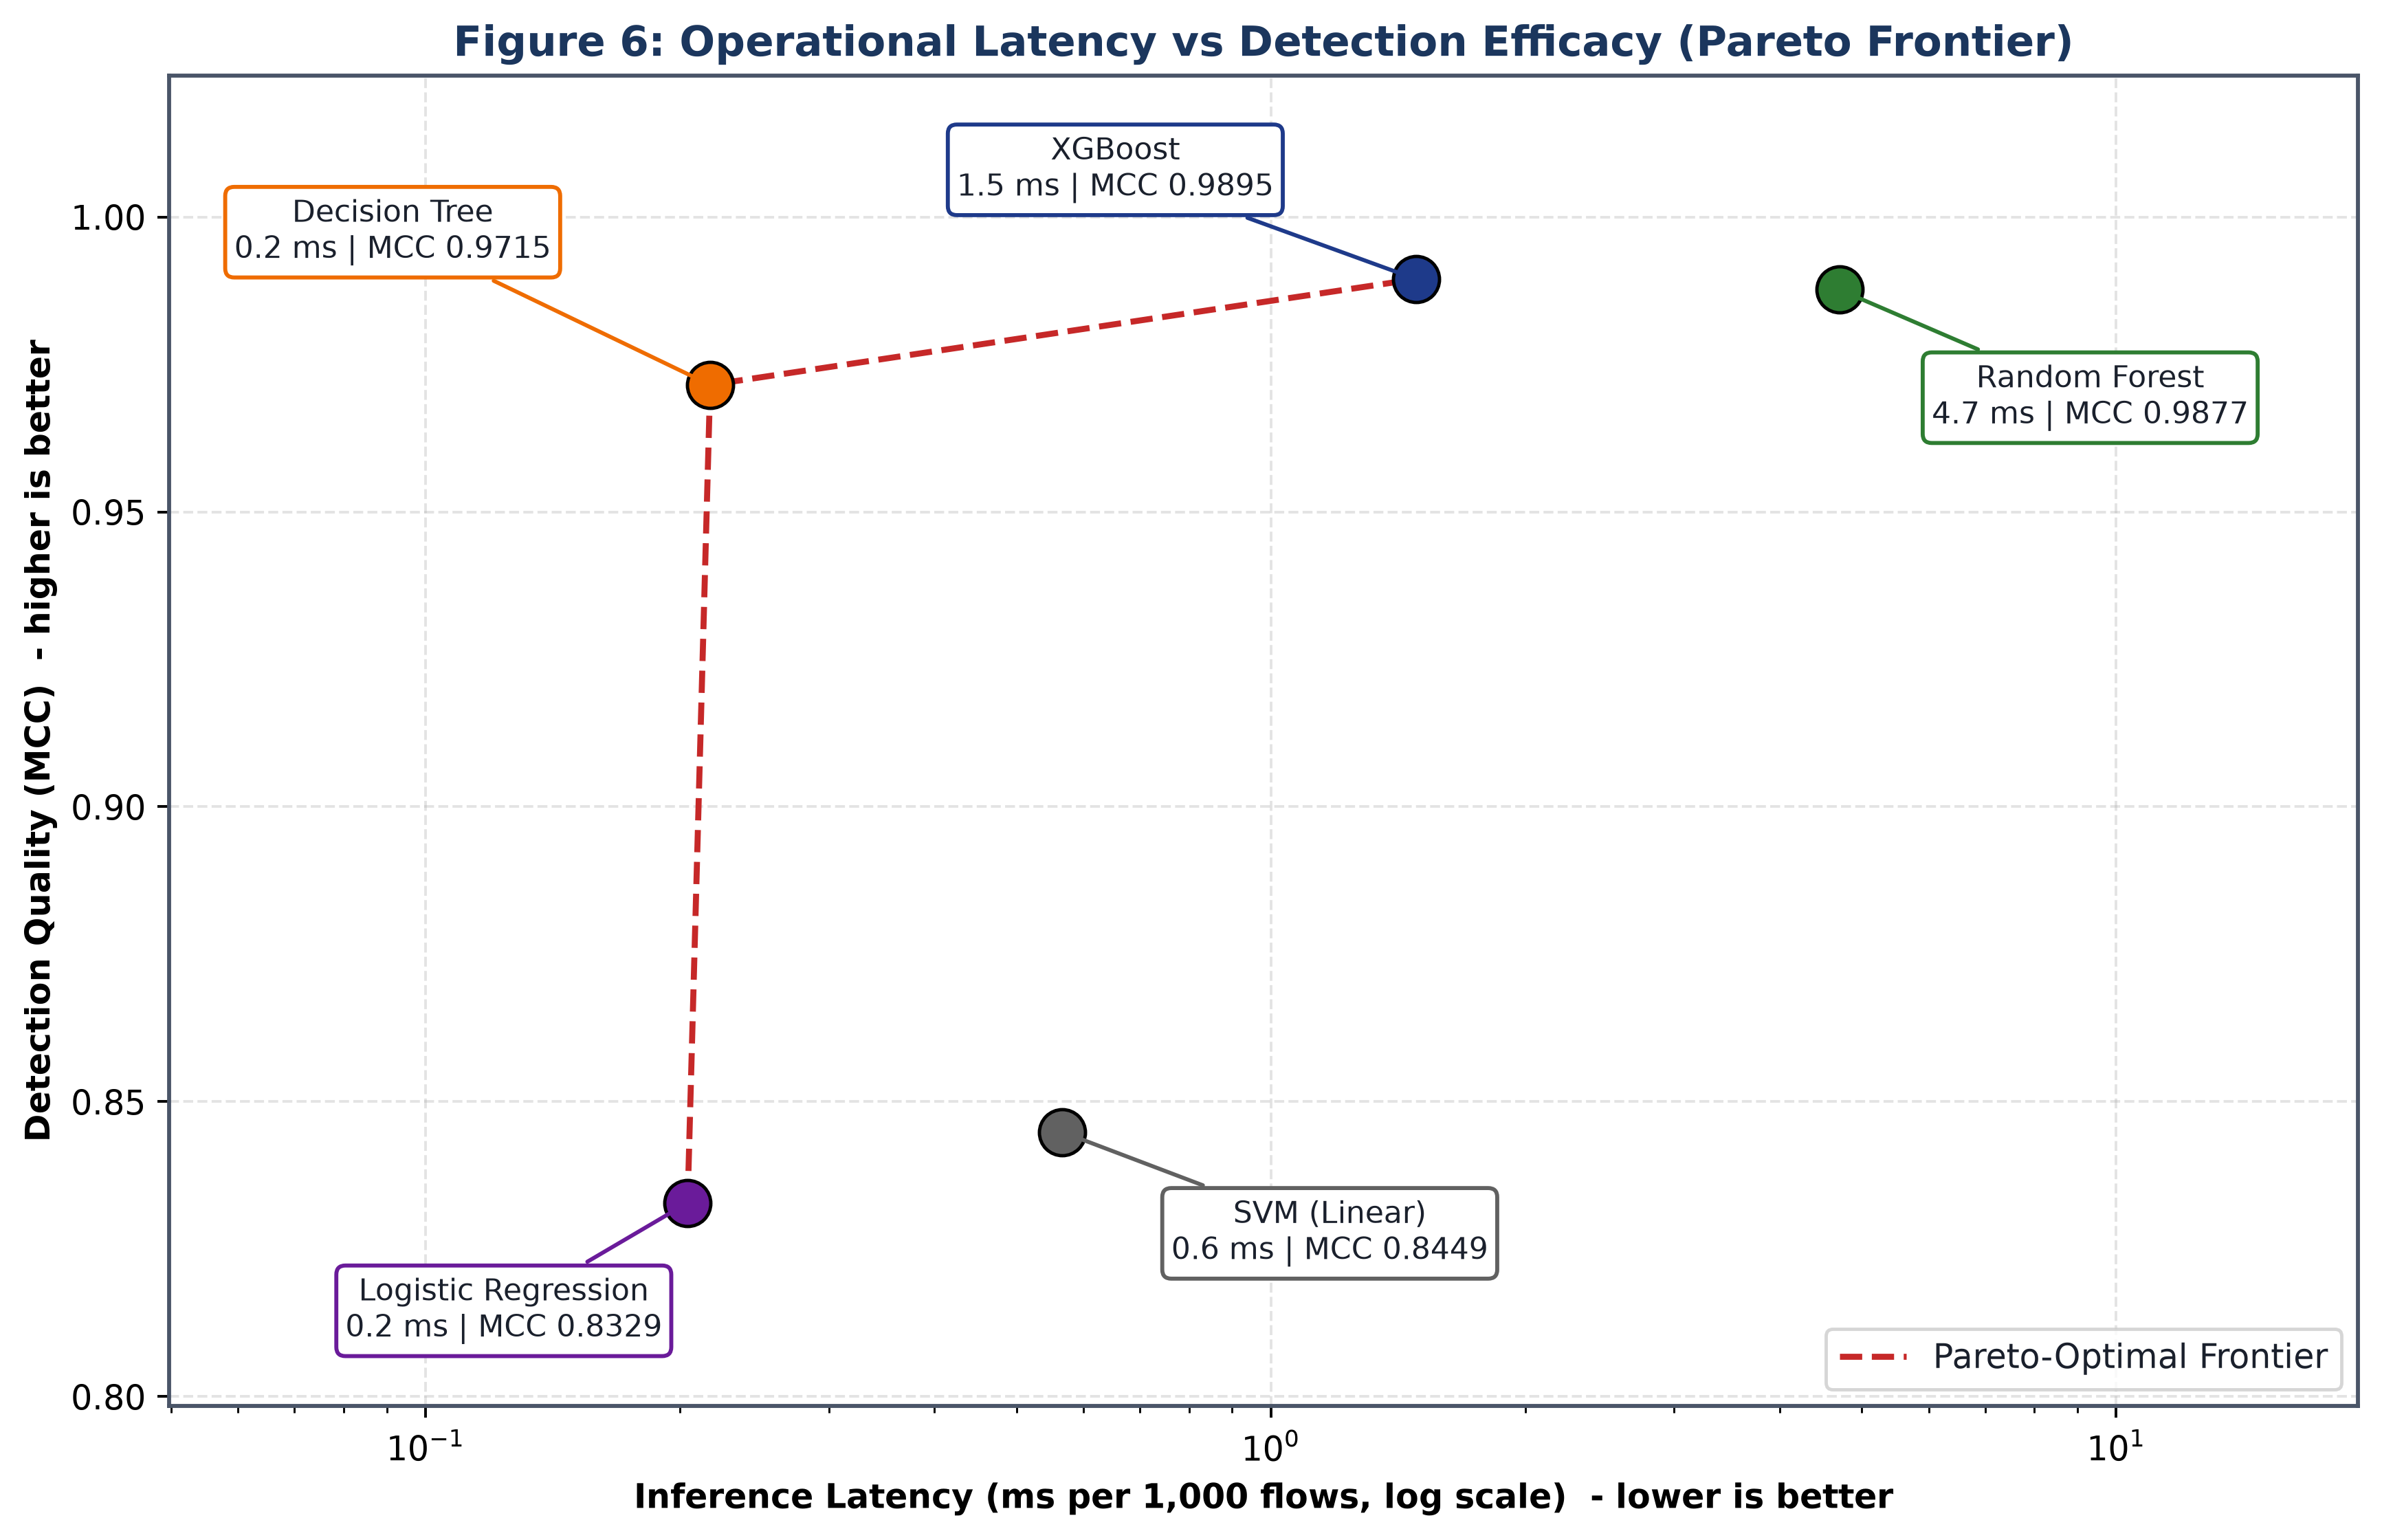 Figure 6: Operational Latency vs Detection Efficacy (Pareto Frontier)
XGBoost
1.5 ms | MCC 0.9895
Decision Tree
0.2 ms | MCC 0.9715
Random Forest
4.7 ms | MCC 0.9877
SVM (Linear)
0.6 ms | MCC 0.8449
Logistic Regression
0.2 ms | MCC 0.8329
Pareto-Optimal Frontier
Detection Quality (MCC)  - higher is better
1.00
0.95
0.90
0.85
0.80
10⁻¹
10⁰
10¹
Inference Latency (ms per 1,000 flows, log scale)  - lower is better